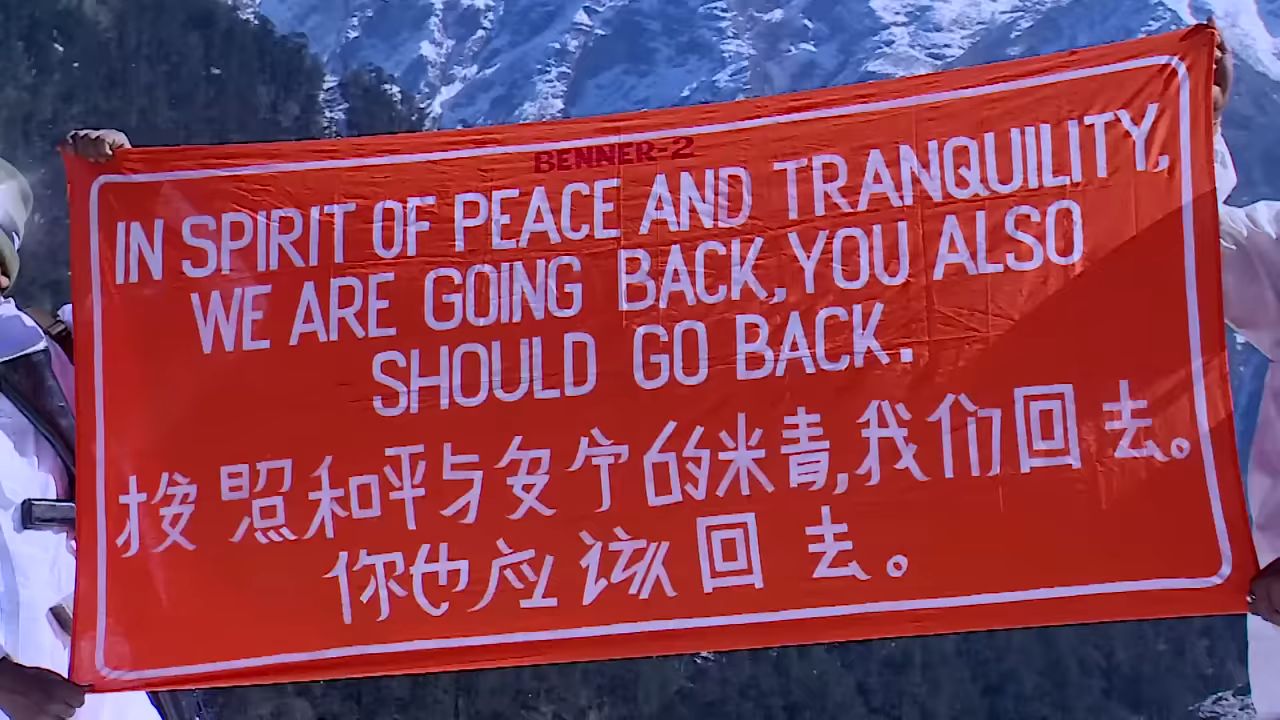 BENNER-2
IN SPIRIT OF PEACE AND TRANQUILITY,
WE ARE GOING BACK, YOU ALSO
SHOULD GO BACK.
按照和平与安宁的米青,我们回去。
你也应该回去。